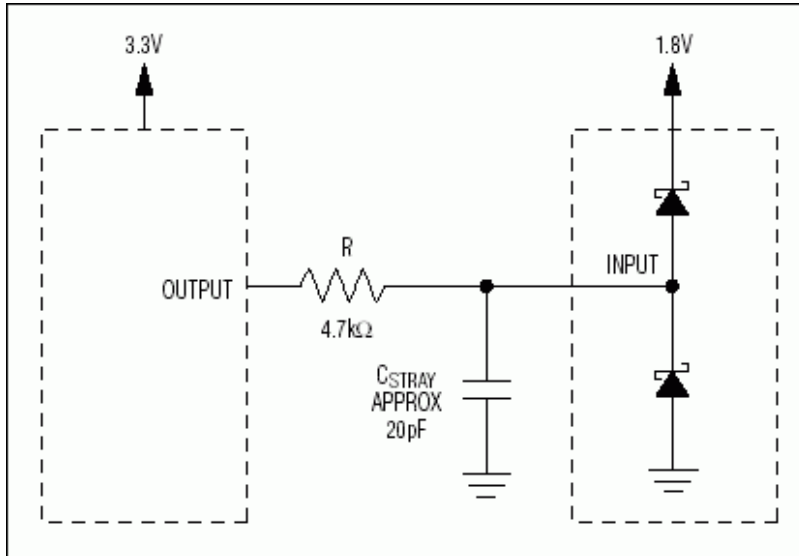 3.3V
1.8V
R
OUTPUT
INPUT
4.7kΩ
CSTRAY
APPROX
20pF